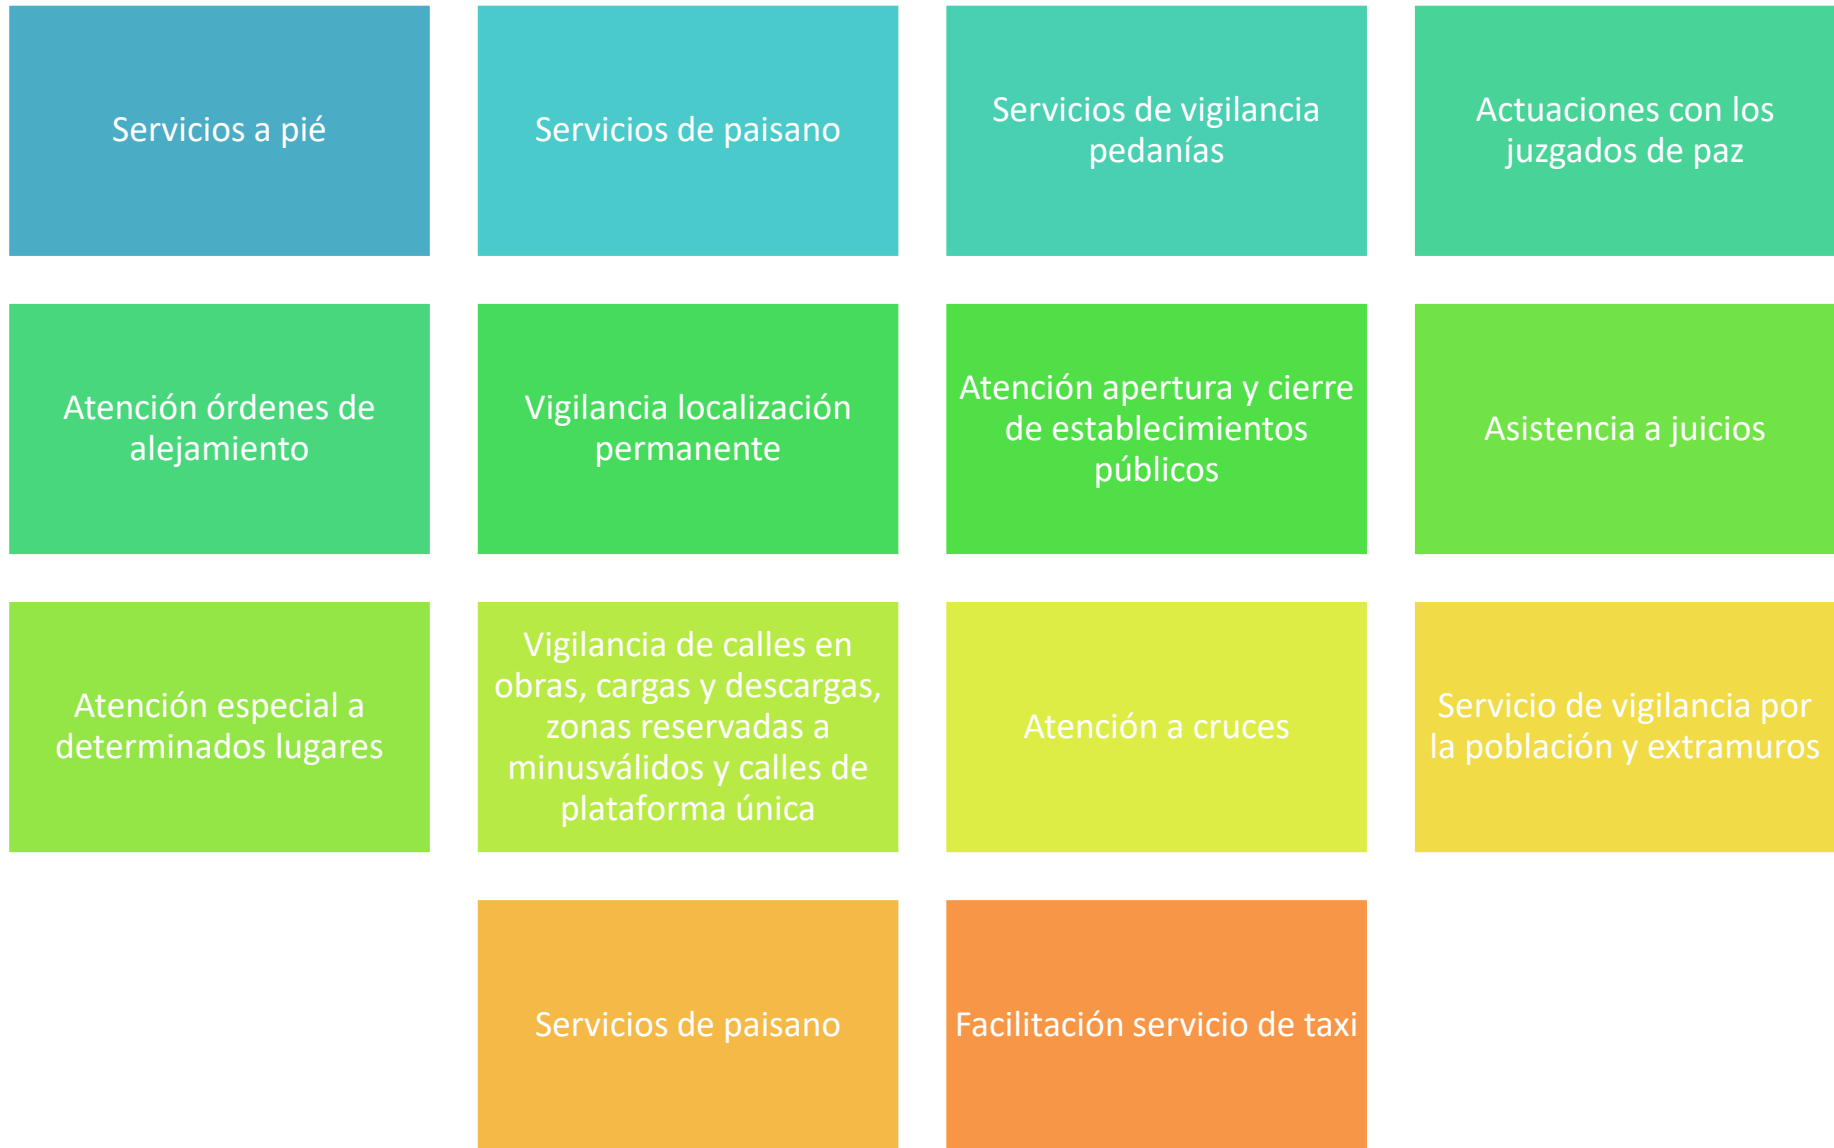 Servicios a pié
Servicios de paisano
Servicios de vigilancia
pedanías
Actuaciones con los
juzgados de paz
Atención órdenes de
alejamiento
Vigilancia localización
permanente
Atención apertura y cierre
de establecimientos
públicos
Asistencia a juicios
Atención especial a
determinados lugares
Vigilancia de calles en
obras, cargas y descargas,
zonas reservadas a
minusválidos y calles de
plataforma única
Atención a cruces
Servicio de vigilancia por
la población y extramuros
Servicios de paisano
Facilitación servicio de taxi